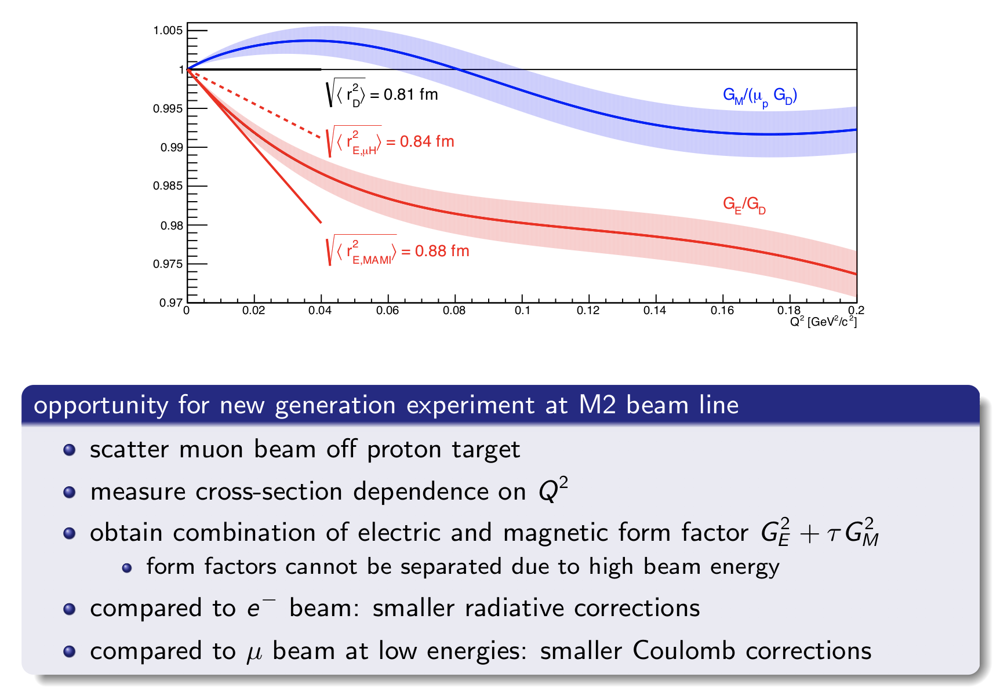 1.005
1
0.995
0.99
0.985
0.98
0.975
0.97
0 0.02 0.04 0.06 0.08 0.1 0.12 0.14 0.16 0.18 0.2
Q² [GeV²/c²]
√⟨ r²_D ⟩ = 0.81 fm
√⟨ r²_E,μH ⟩ = 0.84 fm
√⟨ r²_E,MAMI ⟩ = 0.88 fm
G_M/(μ_p G_D)
G_E/G_D
opportunity for new generation experiment at M2 beam line
scatter muon beam off proton target
measure cross-section dependence on Q²
obtain combination of electric and magnetic form factor G²_E + τG²_M
form factors cannot be separated due to high beam energy
compared to e⁻ beam: smaller radiative corrections
compared to μ beam at low energies: smaller Coulomb corrections